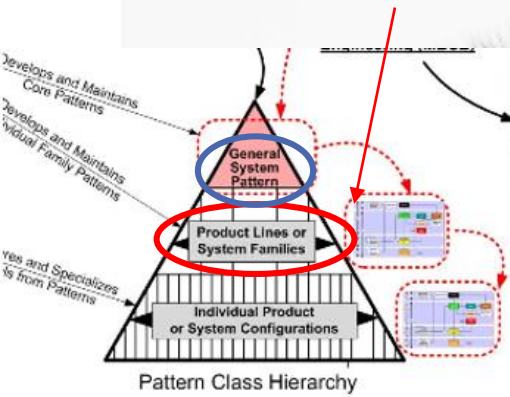 Develops and Maintains
Core Patterns
Develops and Maintains
Individual Family Patterns
and Specializes
from Patterns
General
System
Pattern
Product Lines or
System Families
Individual Product
or System Configurations
Pattern Class Hierarchy